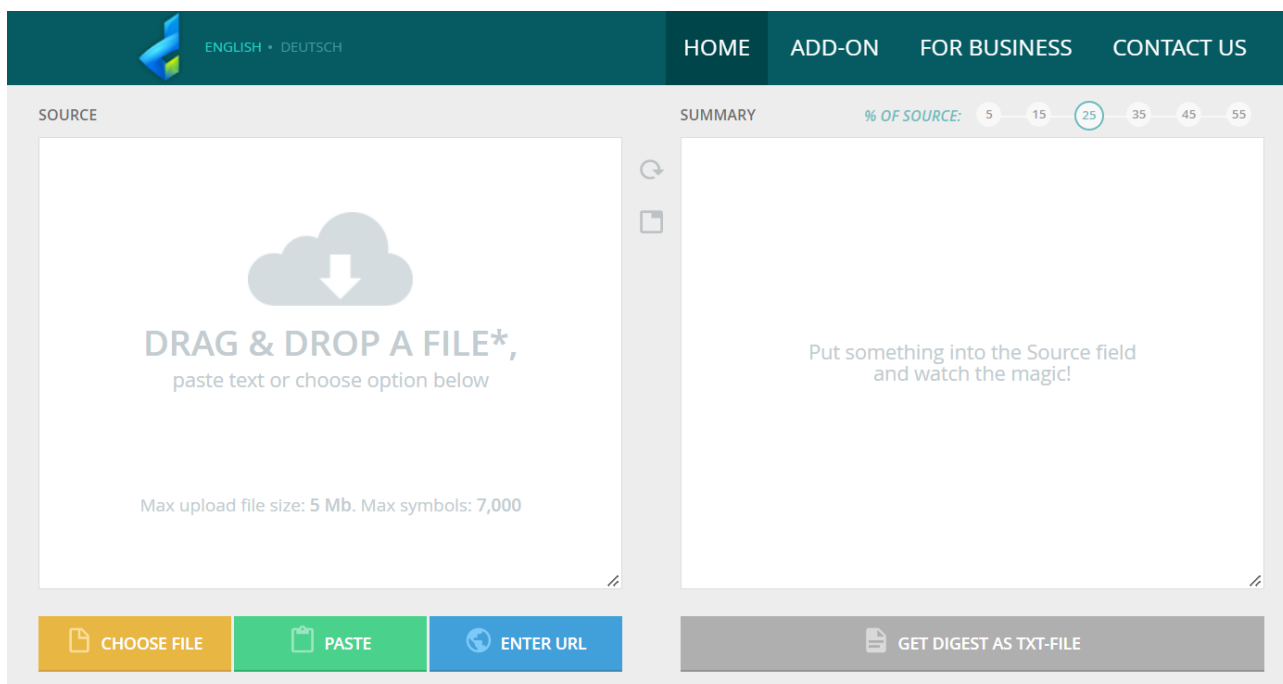 ENGLISH • DEUTSCH
HOME ADD-ON FOR BUSINESS CONTACT US
SOURCE
SUMMARY % OF SOURCE: 5 15 25 35 45 55
DRAG & DROP A FILE*,
paste text or choose option below
Max upload file size: 5 Mb. Max symbols: 7,000
Put something into the Source field
and watch the magic!
CHOOSE FILE PASTE ENTER URL
GET DIGEST AS TXT-FILE